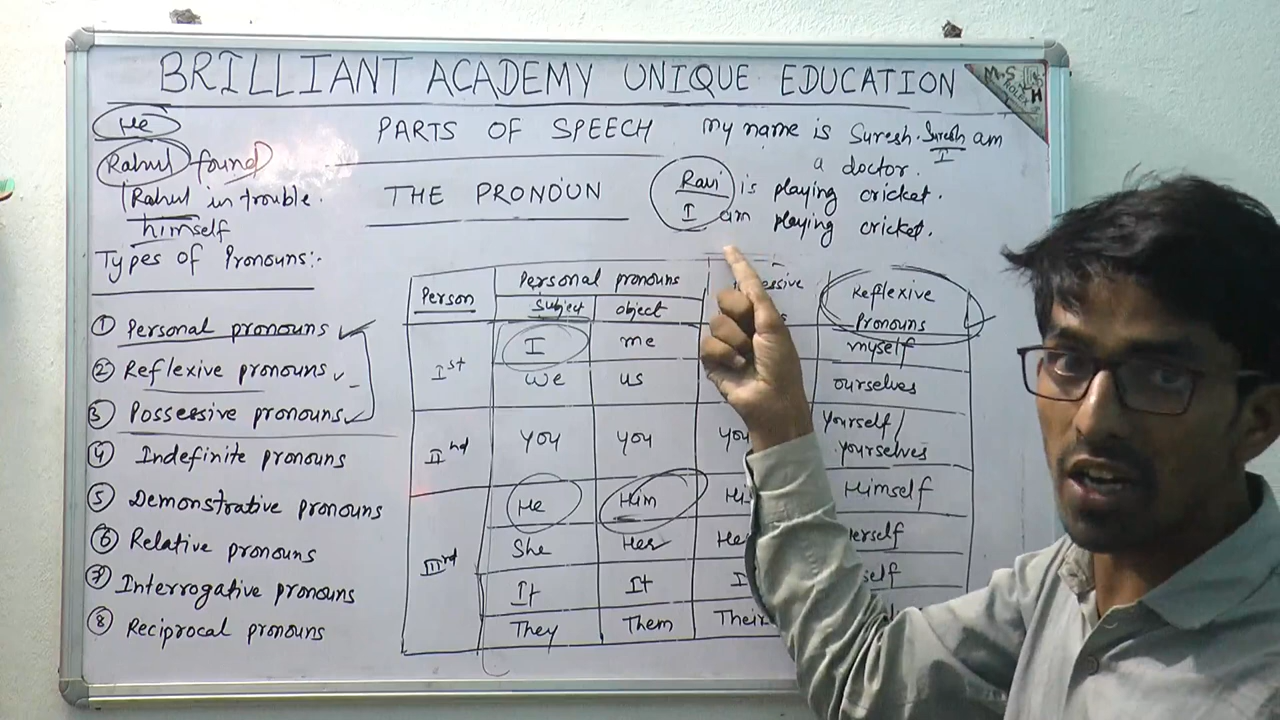 BRILLIANT ACADEMY UNIQUE EDUCATION
M.S
He
PARTS OF SPEECH
My name is Suresh. Suresh am
I
a doctor.
Rahul found
Rahul in trouble.
himself
THE PRONOUN
Ravi is playing cricket.
I am playing cricket.
Types of Pronouns:-
① Personal pronouns
② Reflexive pronouns
③ Possessive pronouns
④ Indefinite pronouns
⑤ Demonstrative pronouns
⑥ Relative pronouns
⑦ Interrogative pronouns
⑧ Reciprocal pronouns
Person Personal pronouns Reflexive
Subject object Pronouns
Ist I me myself
We us ourselves
IInd you you you yourself/
yourselves
IIIrd He Him Hi Himself
She Her He erself
It It I self
They Them Their